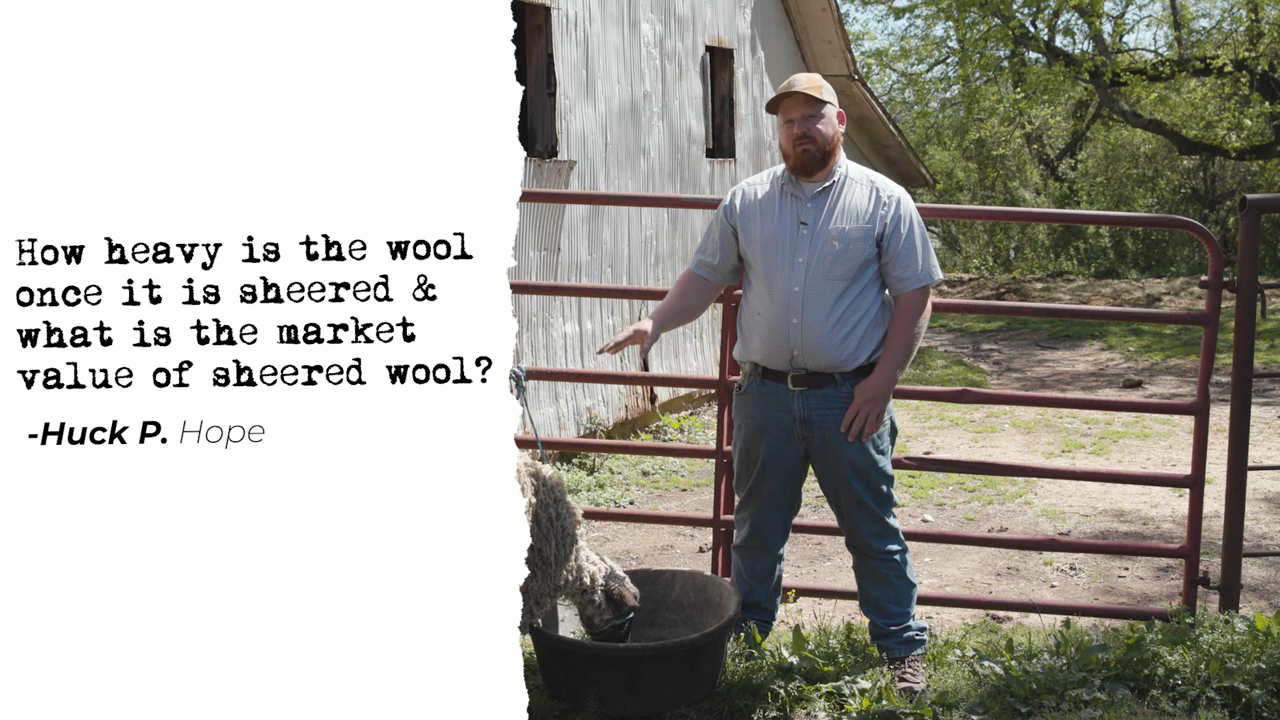 How heavy is the wool
once it is sheered &
what is the market
value of sheered wool?
-Huck P. Hope